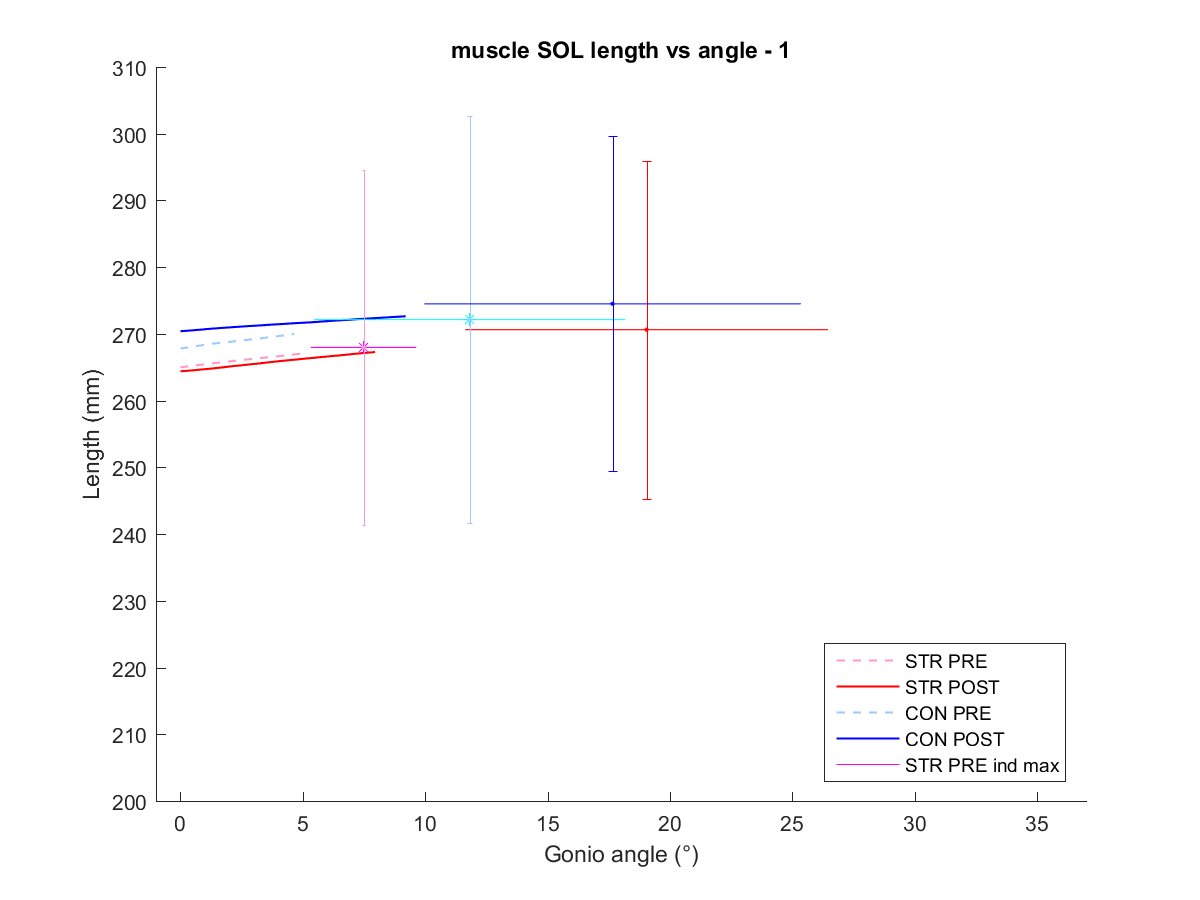 muscle SOL length vs angle - 1
310
300
290
280
270
260
250
240
230
220
210
200
Length (mm)
0 5 10 15 20 25 30 35
Gonio angle (°)
STR PRE
STR POST
CON PRE
CON POST
STR PRE ind max